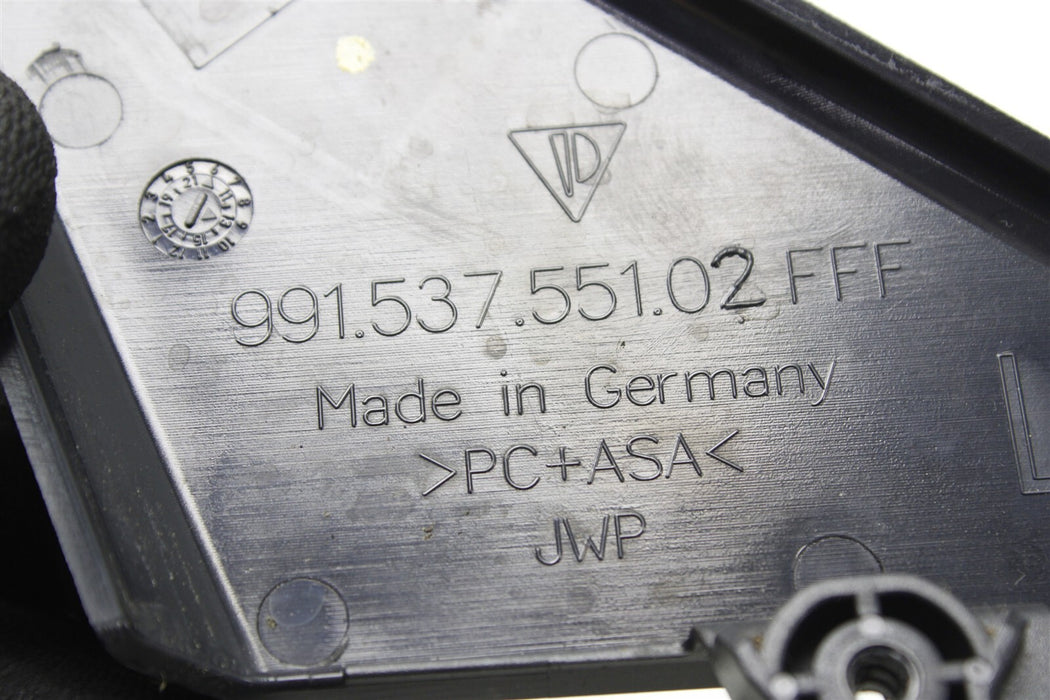 991.537.551.02 FFF
Made in Germany
>PC+ASA<
JWP
L